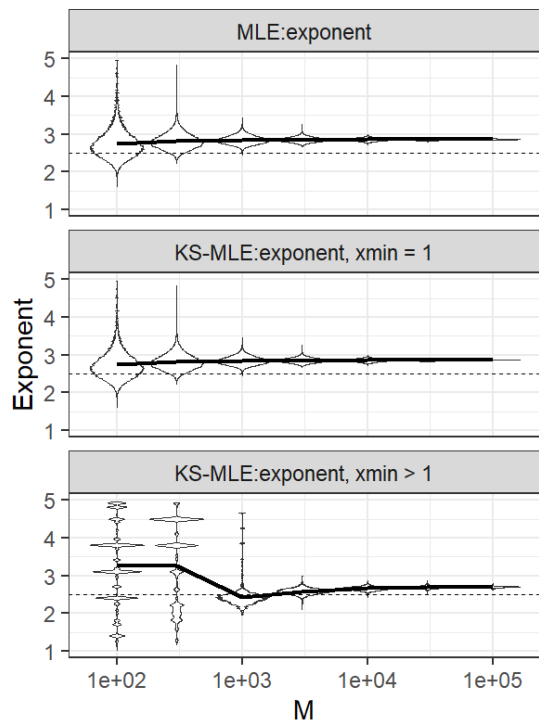 MLE:exponent
5
4
3
2
1
KS-MLE:exponent, xmin = 1
5
4
3
2
1
Exponent
KS-MLE:exponent, xmin > 1
5
4
3
2
1
1e+02 1e+03 1e+04 1e+05
M